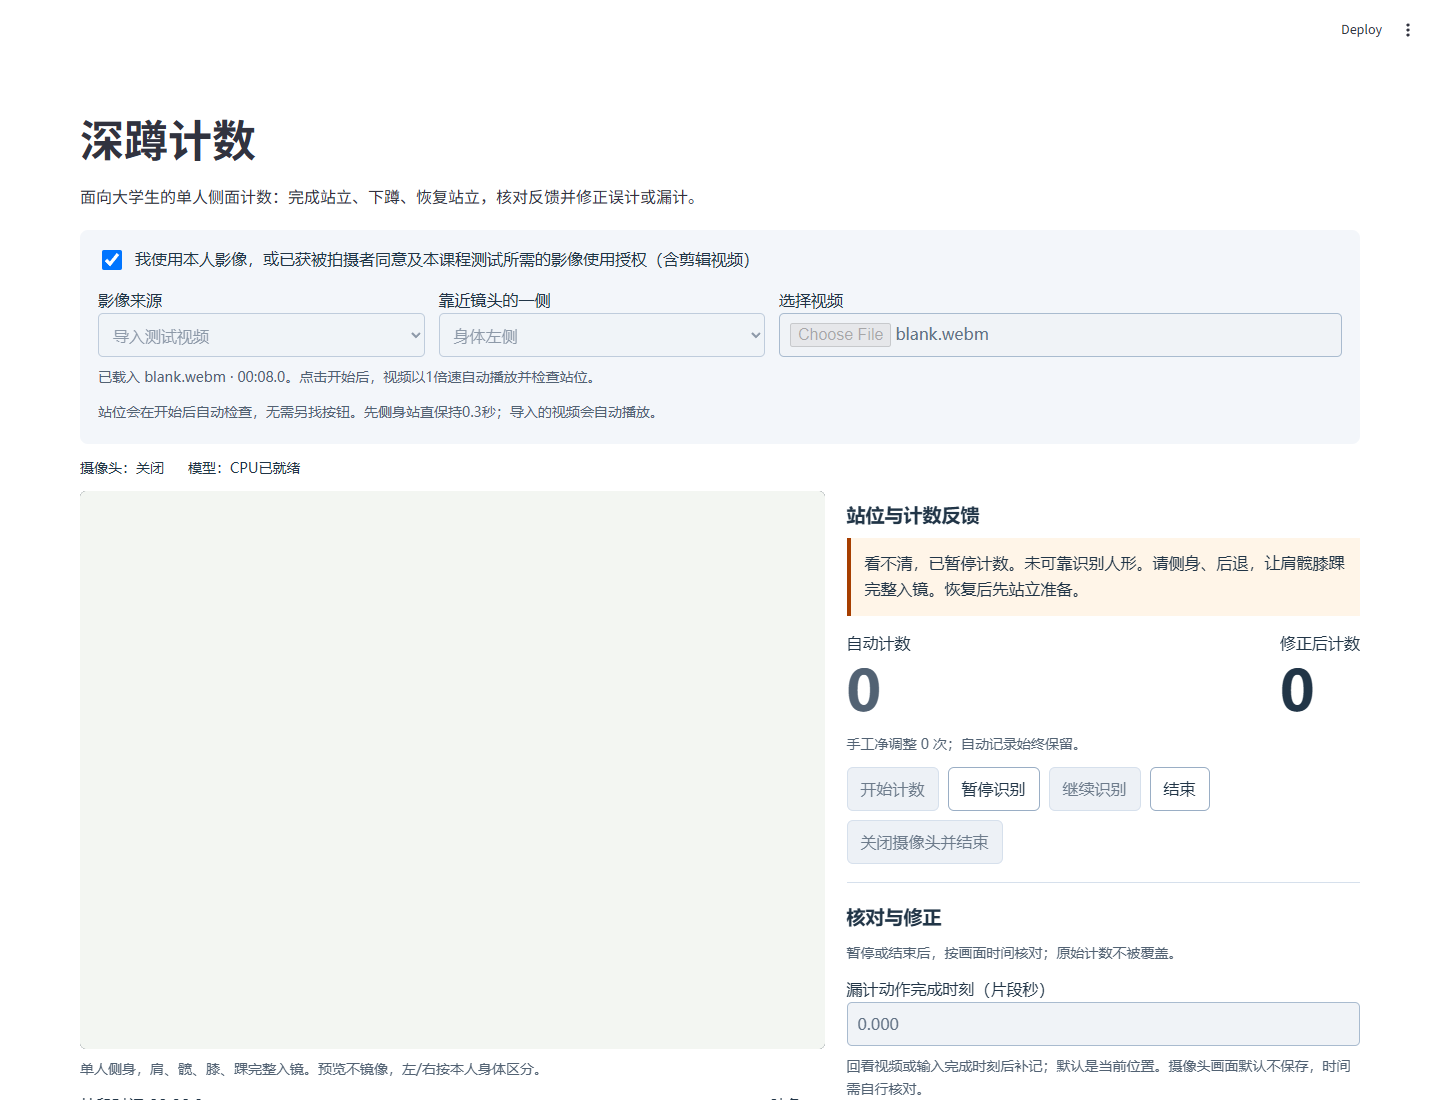 Deploy
深蹲计数
面向大学生的单人侧面计数：完成站立、下蹲、恢复站立，核对反馈并修正误计或漏计。
我使用本人影像，或已获被拍摄者同意及本课程测试所需的影像使用授权（含剪辑视频）
影像来源
靠近镜头的一侧
选择视频
导入测试视频
身体左侧
Choose File blank.webm
已载入 blank.webm · 00:08.0。点击开始后，视频以1倍速自动播放并检查站位。
站位会在开始后自动检查，无需另找按钮。先侧身站直保持0.3秒；导入的视频会自动播放。
摄像头：关闭 模型：CPU已就绪
站位与计数反馈
看不清，已暂停计数。未可靠识别人形。请侧身、后退，让肩髋膝踝
完整入镜。恢复后先站立准备。
自动计数
修正后计数
0
0
手工净调整 0 次；自动记录始终保留。
开始计数
暂停识别
继续识别
结束
关闭摄像头并结束
核对与修正
暂停或结束后，按画面时间核对；原始计数不被覆盖。
漏计动作完成时刻（片段秒）
0.000
回看视频或输入完成时刻后补记；默认是当前位置。摄像头画面默认不保存，时间
需自行核对。
单人侧身，肩、髋、膝、踝完整入镜。预览不镜像，左/右按本人身体区分。